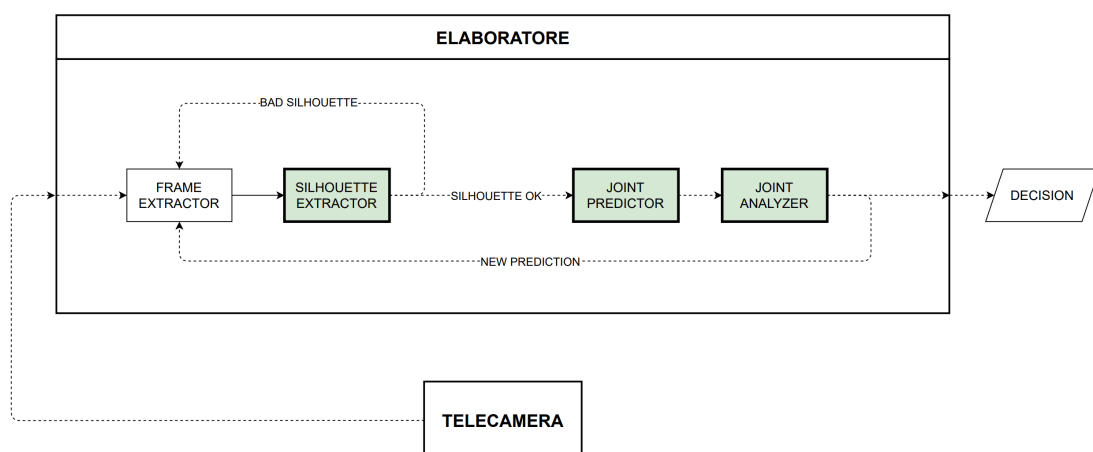 ELABORATORE
BAD SILHOUETTE
FRAME
EXTRACTOR
SILHOUETTE
EXTRACTOR
SILHOUETTE OK
JOINT
PREDICTOR
JOINT
ANALYZER
DECISION
NEW PREDICTION
TELECAMERA